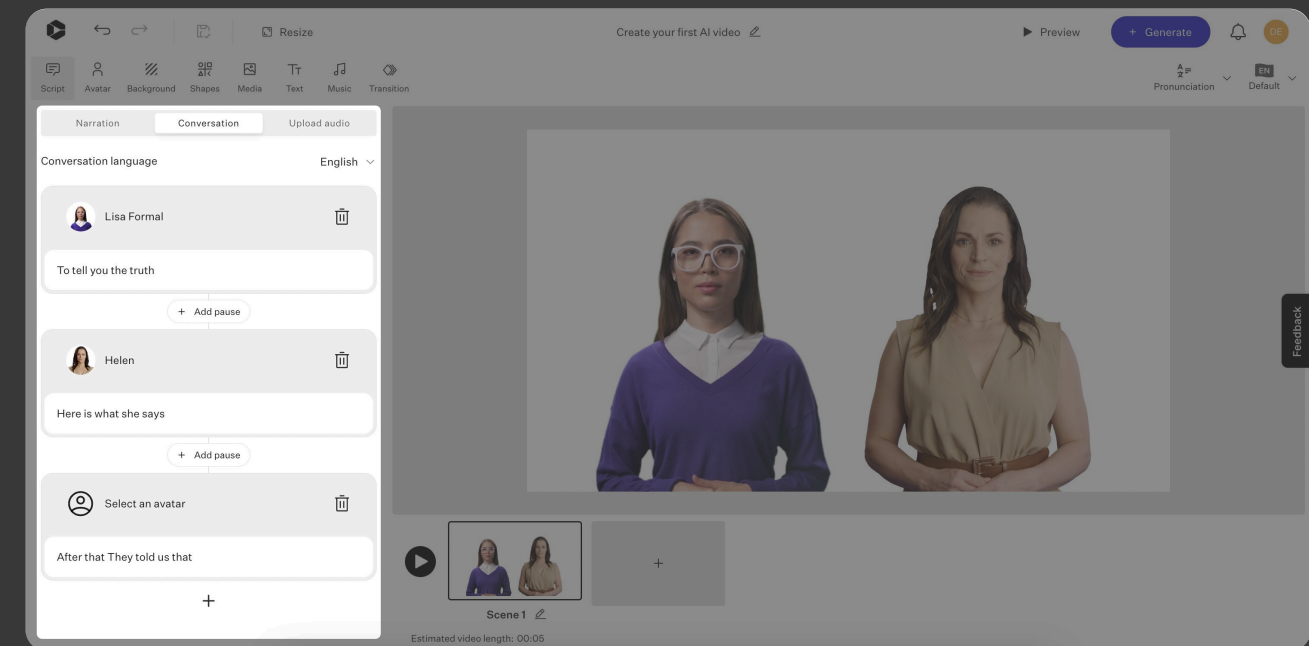 Resize
Create your first AI video
Preview
+ Generate
DE
Script
Avatar
Background
Shapes
Media
Text
Music
Transition
Pronunciation
EN
Default
Narration
Conversation
Upload audio
Conversation language
English
Lisa Formal
To tell you the truth
+ Add pause
Helen
Here is what she says
+ Add pause
Select an avatar
After that They told us that
+
Feedback
+
Scene 1
Estimated video length: 00:05